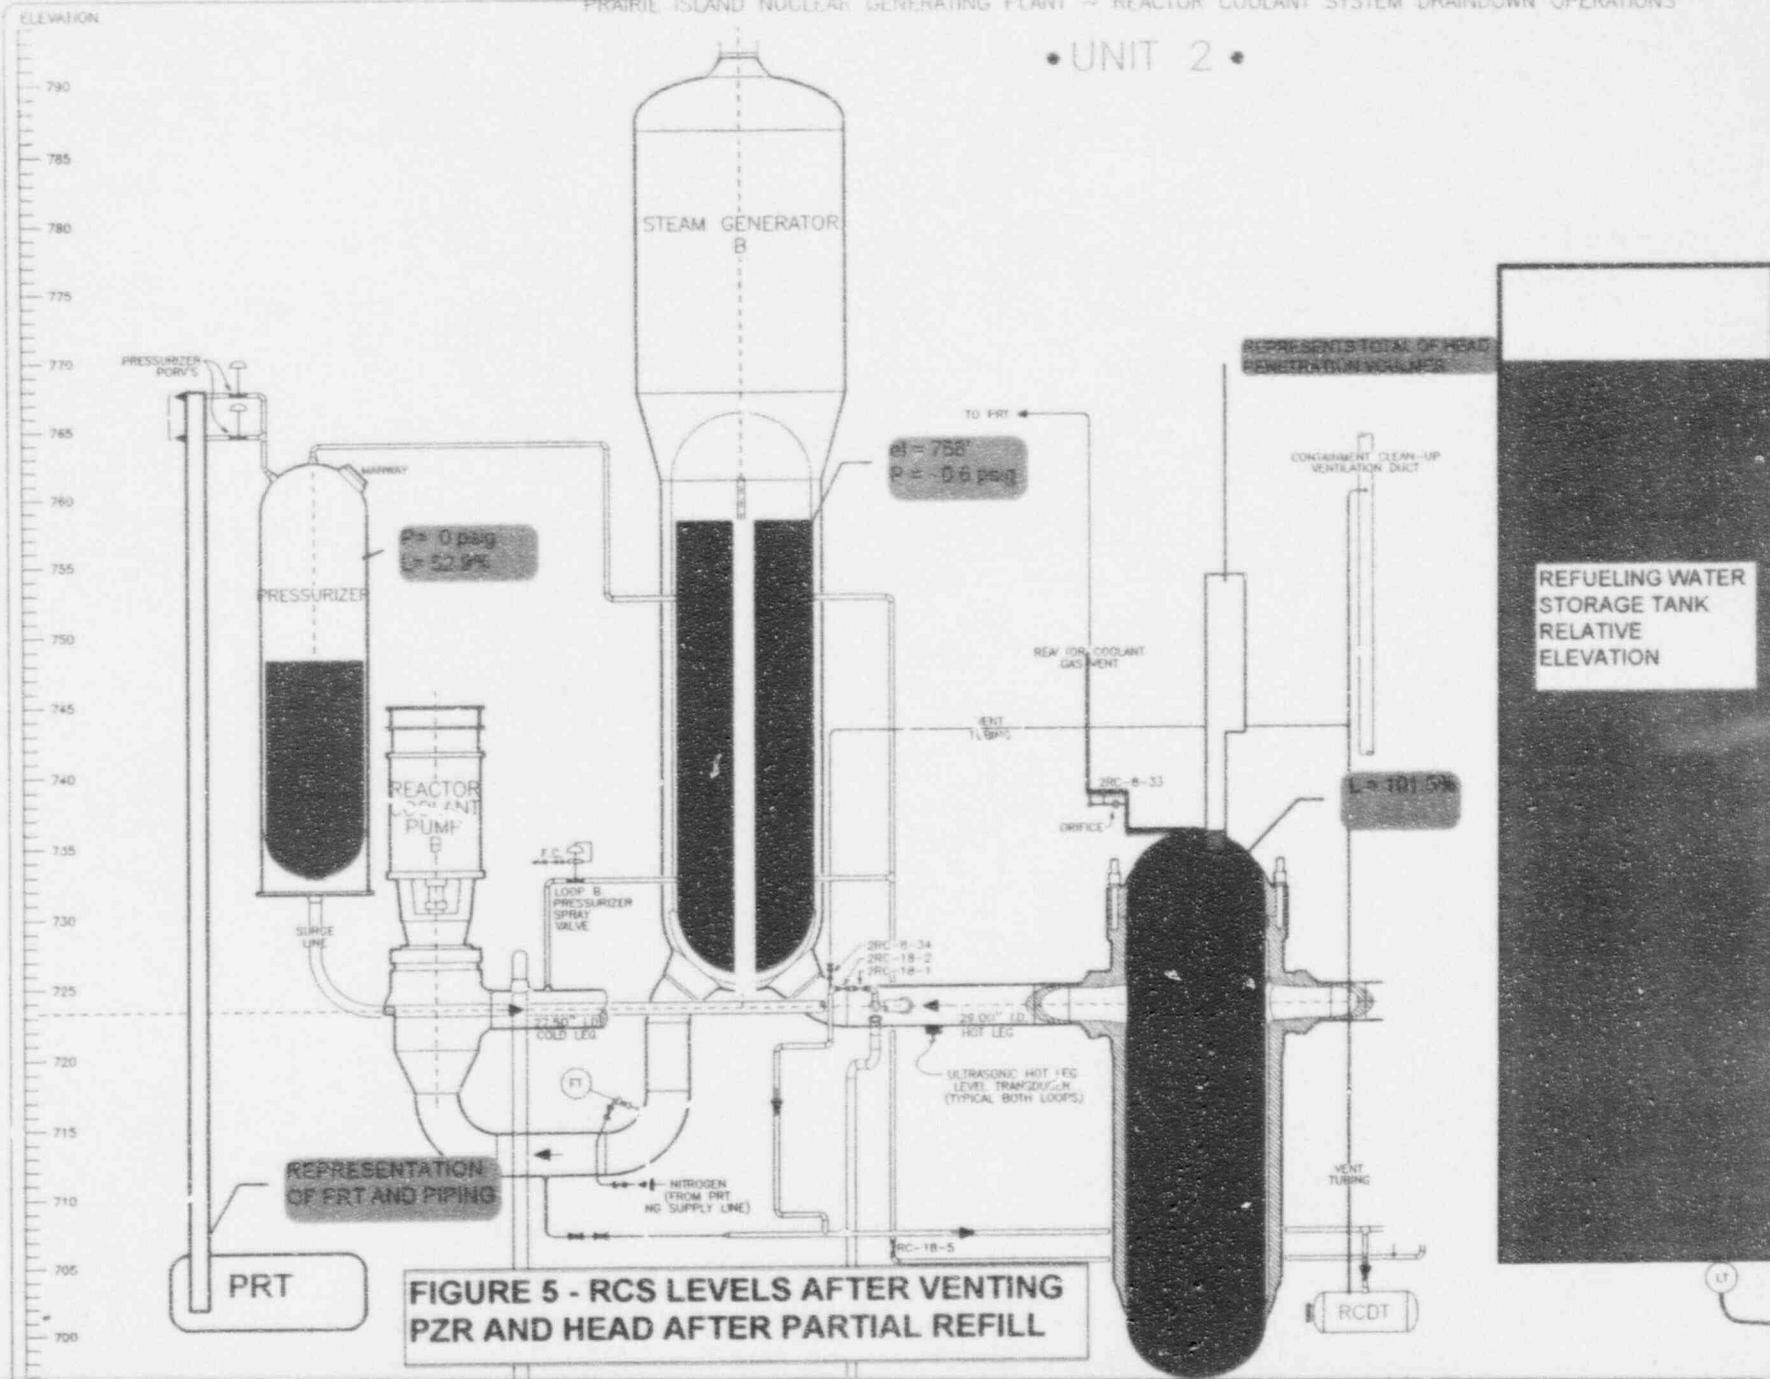 PRAIRIE ISLAND NUCLEAR GENERATING PLANT ~ REACTOR COOLANT SYSTEM DRAINDOWN OPERATIONS
• UNIT 2 •
ELEVATION
790
785
780
775
770
765
760
755
750
745
740
735
730
725
720
715
710
705
700
PRESSURIZER
PORV'S
MANWAY
P= 0 psig
L= 52.9%
PRESSURIZER
STEAM GENERATOR
B
P = -0.6 psig
TO PRT
REPRESENTS TOTAL OF HEAD
PENETRATION VOULMES
CONTAINMENT CLEAN-UP
VENTILATION DUCT
REFUELING WATER
STORAGE TANK
RELATIVE
ELEVATION
REACTOR COOLANT
GAS VENT
VENT
TUBING
2RC-8-33
ORIFICE
L = 101.5%
REACTOR
COOLANT
PUMP
B
F.C.
LOOP B
PRESSURIZER
SPRAY
VALVE
SURGE
LINE
2RC-8-34
2RC-18-2
2RC-18-1
27.50" I.D.
COLD LEG
29.00" I.D.
HOT LEG
FT
ULTRASONIC HOT LEG
LEVEL TRANSDUCER
(TYPICAL BOTH LOOPS)
REPRESENTATION
OF PRT AND PIPING
NITROGEN
(FROM PRT
NG SUPPLY LINE)
VENT
TUBING
RC-18-5
PRT
FIGURE 5 - RCS LEVELS AFTER VENTING
PZR AND HEAD AFTER PARTIAL REFILL
RCDT
LT